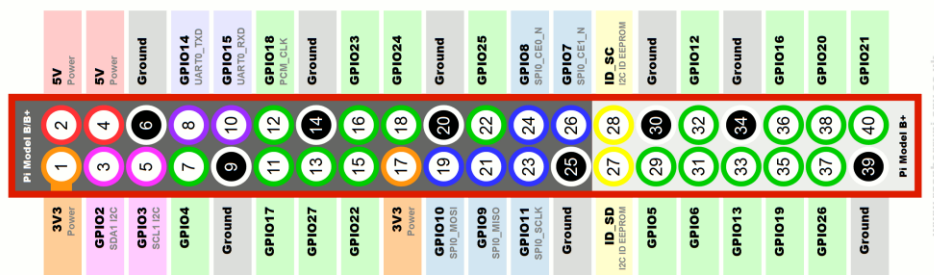 5V
Power
5V
Power
Ground
GPIO14
UART0_TXD
GPIO15
UART0_RXD
GPIO18
PCM_CLK
Ground
GPIO23
GPIO24
Ground
GPIO25
GPIO8
SPI0_CE0_N
GPIO7
SPI0_CE1_N
ID_SC
I2C ID EEPROM
Ground
GPIO12
Ground
GPIO16
GPIO20
GPIO21
Pi Model B/B+
2 4 6 8 10 12 14 16 18 20 22 24 26 28 30 32 34 36 38 40
1 3 5 7 9 11 13 15 17 19 21 23 25 27 29 31 33 35 37 39
Pi Model B+
3V3
Power
GPIO2
SDA1 I2C
GPIO3
SCL1 I2C
GPIO4
Ground
GPIO17
GPIO27
GPIO22
3V3
Power
GPIO10
SPI0_MOSI
GPIO9
SPI0_MISO
GPIO11
SPI0_SCLK
Ground
ID_SD
I2C ID EEPROM
GPIO5
GPIO6
GPIO13
GPIO19
GPIO26
Ground